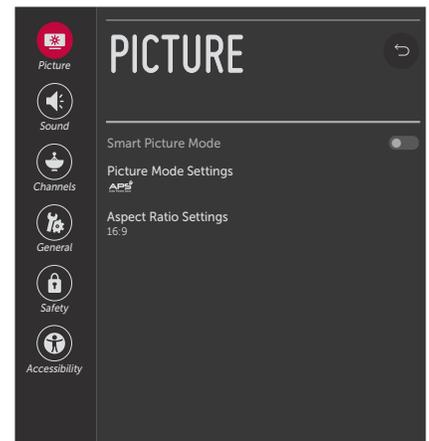 PICTURE
Picture
Sound
Channels
General
Safety
Accessibility
Smart Picture Mode
Picture Mode Settings
APS
Aspect Ratio Settings
16:9